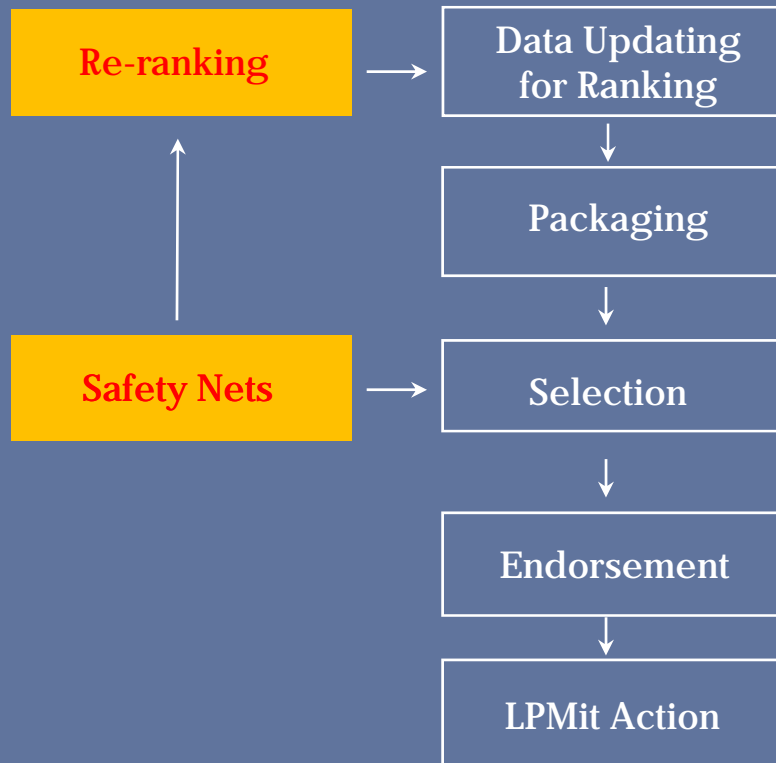 Re-ranking
Data Updating
for Ranking
Packaging
Safety Nets
Selection
Endorsement
LPMit Action